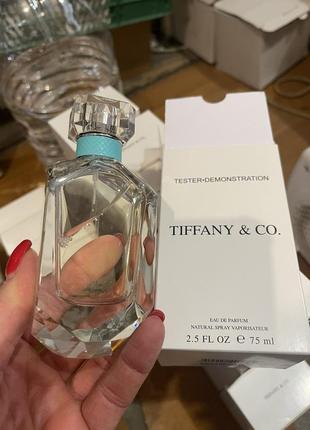 TESTER•DEMONSTRATION
TIFFANY & CO.
EAU DE PARFUM
NATURAL SPRAY VAPORISATEUR
2.5 FL OZ ℮ 75 ml